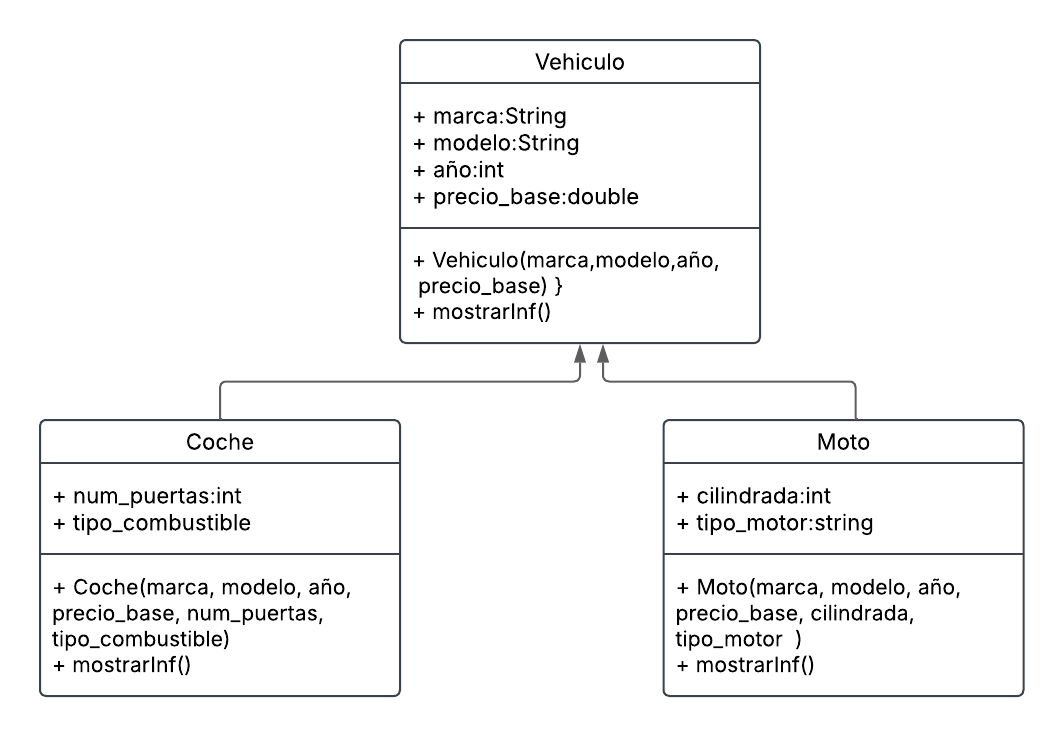 Vehiculo
+ marca:String
+ modelo:String
+ año:int
+ precio_base:double
+ Vehiculo(marca,modelo,año,
precio_base) }
+ mostrarInf()
Coche
+ num_puertas:int
+ tipo_combustible
+ Coche(marca, modelo, año,
precio_base, num_puertas,
tipo_combustible)
+ mostrarInf()
Moto
+ cilindrada:int
+ tipo_motor:string
+ Moto(marca, modelo, año,
precio_base, cilindrada,
tipo_motor  )
+ mostrarInf()